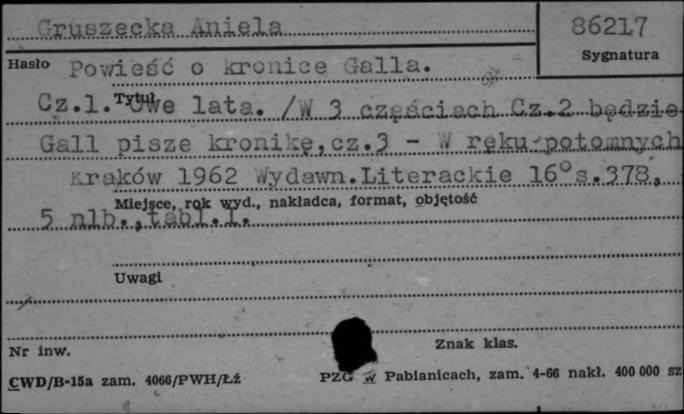 Gruszecka Aniela
86217
Sygnatura
Hasło
Powieść o kronice Galla.
Tytuł
Cz.1. Owe lata. /W 3 częściach Cz.2 będzie
Gall pisze kronikę,cz.3 - W ręku potomnych
Kraków 1962 Wydawn.Literackie 16°s.378,
Miejsce, rok wyd., nakładca, format, objętość
5 nlb.,tabl.1.
Uwagi
Nr inw.
Znak klas.
CWD/B-15a zam. 4066/PWH/Łź
PZG w Pabianicach, zam. 4-66 nakł. 400 000 sz